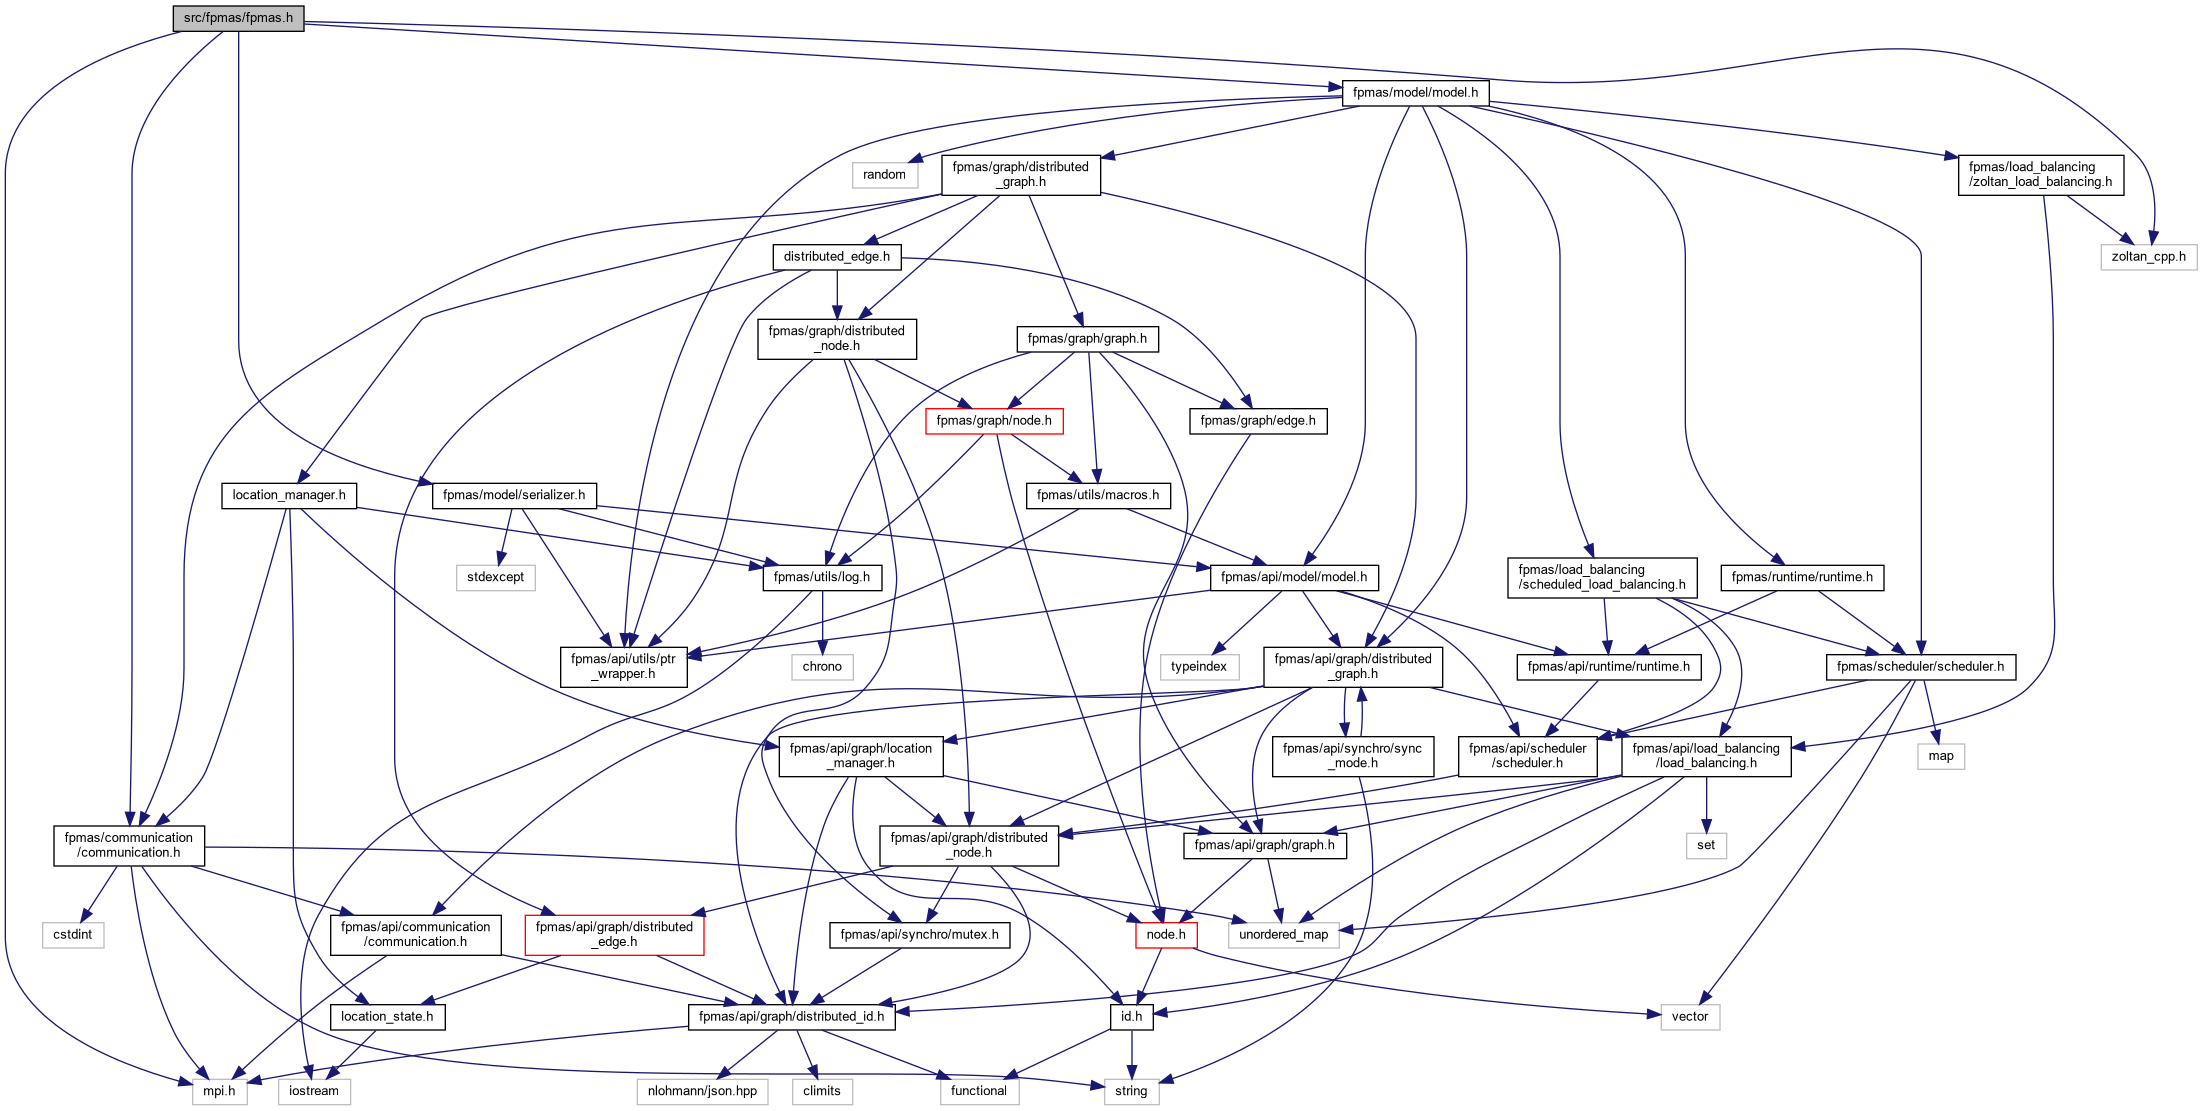 src/fpmas/fpmas.h
fpmas/model/model.h
random
fpmas/graph/distributed
_graph.h
fpmas/load_balancing
/zoltan_load_balancing.h
distributed_edge.h
zoltan_cpp.h
fpmas/graph/distributed
_node.h
fpmas/graph/graph.h
fpmas/graph/node.h
fpmas/graph/edge.h
location_manager.h
fpmas/model/serializer.h
fpmas/utils/macros.h
stdexcept
fpmas/utils/log.h
fpmas/api/model/model.h
fpmas/load_balancing
/scheduled_load_balancing.h
fpmas/runtime/runtime.h
fpmas/api/utils/ptr
_wrapper.h
chrono
typeindex
fpmas/api/graph/distributed
_graph.h
fpmas/api/runtime/runtime.h
fpmas/scheduler/scheduler.h
fpmas/api/graph/location
_manager.h
fpmas/api/synchro/sync
_mode.h
fpmas/api/scheduler
/scheduler.h
fpmas/api/load_balancing
/load_balancing.h
map
fpmas/communication
/communication.h
fpmas/api/graph/distributed
_node.h
fpmas/api/graph/graph.h
set
cstdint
fpmas/api/communication
/communication.h
fpmas/api/graph/distributed
_edge.h
fpmas/api/synchro/mutex.h
node.h
unordered_map
location_state.h
fpmas/api/graph/distributed_id.h
id.h
vector
mpi.h
iostream
nlohmann/json.hpp
climits
functional
string